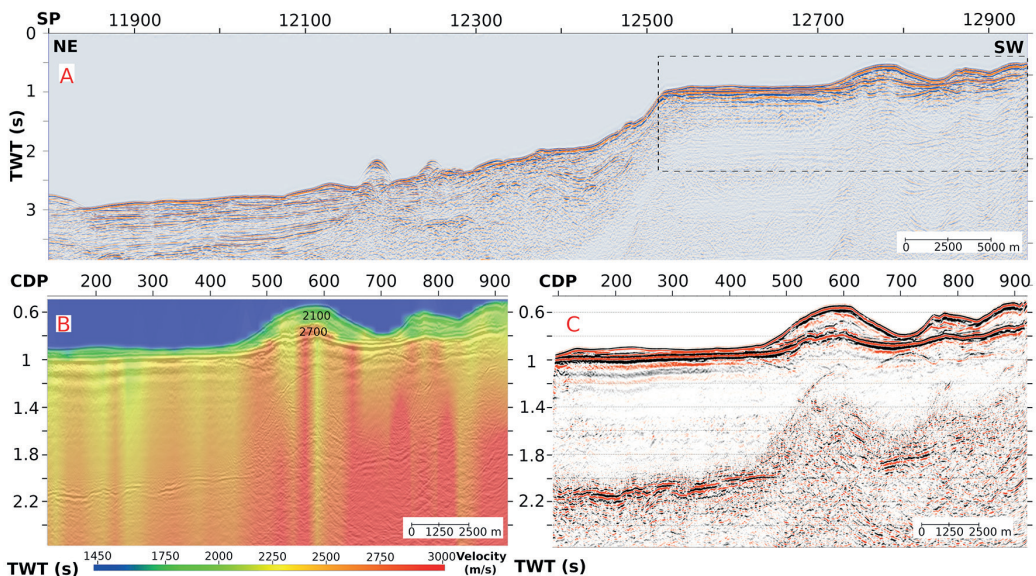 SP 11900 12100 12300 12500 12700 12900
0
NE SW
A
1
TWT (s)
2
3
0 2500 5000 m
CDP 200 300 400 500 600 700 800 900
B
0.6
2100
2700
1
1.4
1.8
2.2
0 1250 2500 m
TWT (s)
1450 1750 2000 2250 2500 2750 3000 Velocity
(m/s)
CDP 100 200 300 400 500 600 700 800 900
C
0.6
1
1.4
1.8
2.2
0 1250 2500 m
TWT (s)